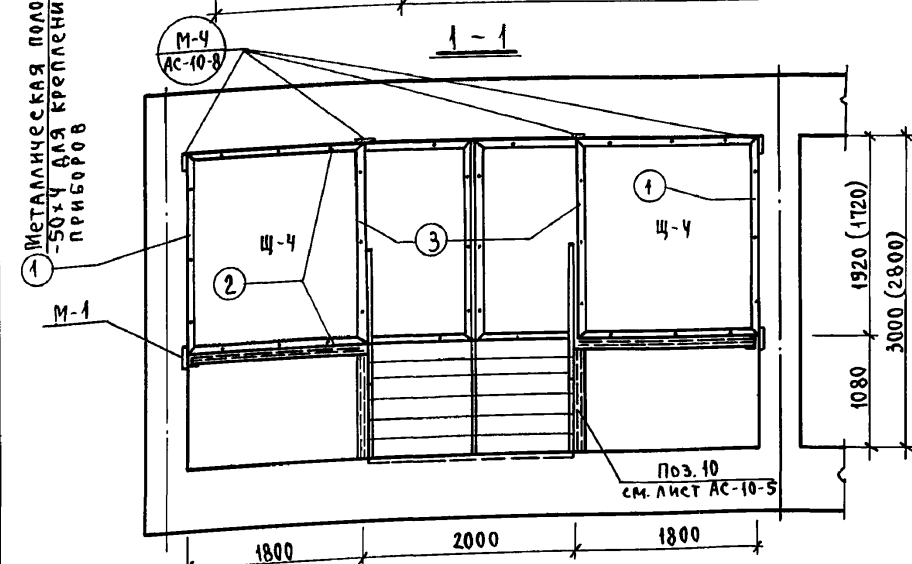 Металлическая поло
-50×4 для креплени
приборов
М-4
АС-10-8
1 - 1
1
Щ-4
3
Щ-4
2
1
М-1
Поз. 10
см. лист АС-10-5
1920 (1720)
1080
3000 (2800)
1800
2000
1800